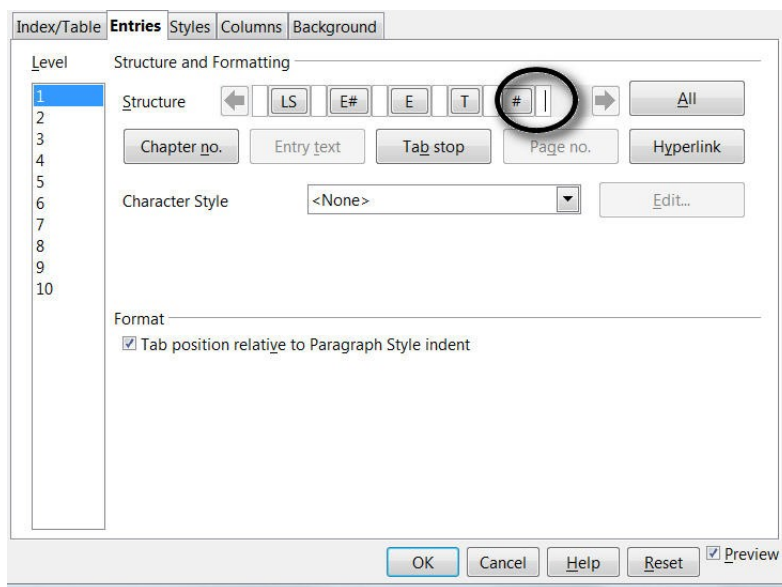 Index/Table Entries Styles Columns Background
Level Structure and Formatting
1
2
3
4
5
6
7
8
9
10
Structure LS E# E T # All
Chapter no. Entry text Tab stop Page no. Hyperlink
Character Style <None> Edit...
Format
Tab position relative to Paragraph Style indent
OK Cancel Help Reset Preview